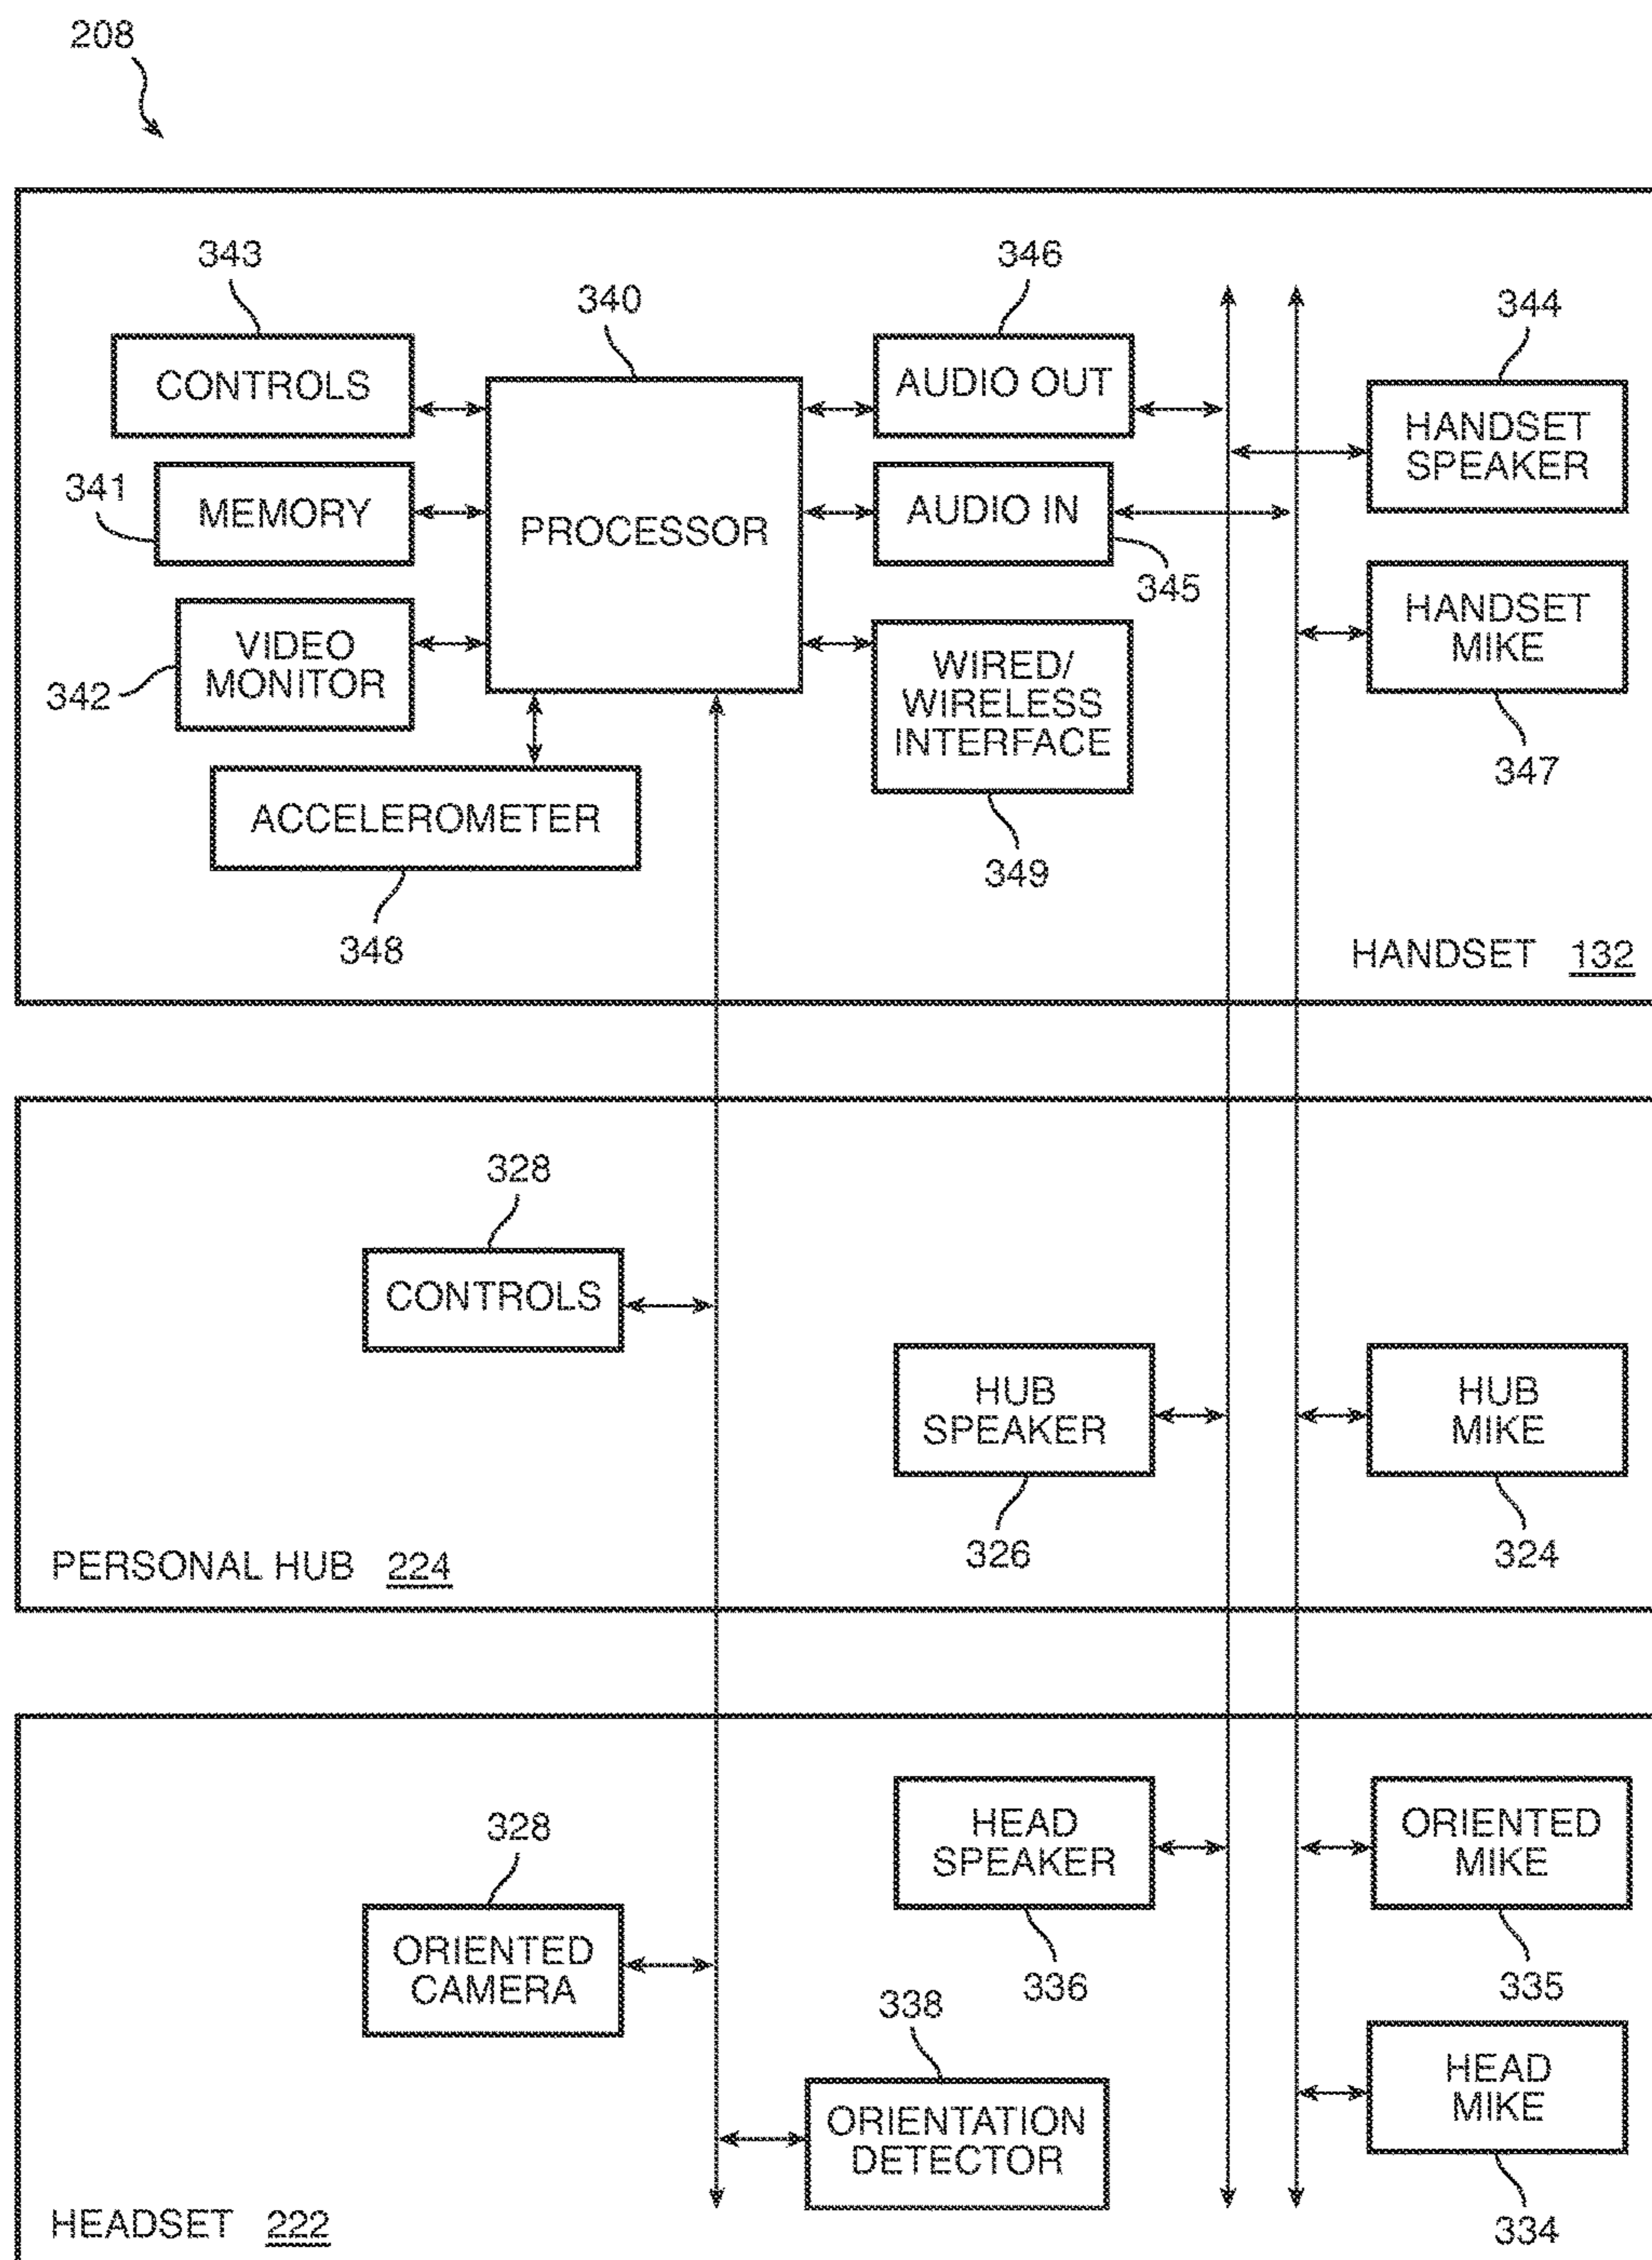 208
343
346
340
344
CONTROLS
AUDIO OUT
HANDSET
SPEAKER
341
MEMORY
PROCESSOR
AUDIO IN
345
HANDSET
MIKE
347
VIDEO
MONITOR
342
WIRED/
WIRELESS
INTERFACE
349
ACCELEROMETER
348
HANDSET 132
328
CONTROLS
HUB
SPEAKER
326
HUB
MIKE
324
PERSONAL HUB 224
328
ORIENTED
CAMERA
HEAD
SPEAKER
336
ORIENTED
MIKE
335
338
ORIENTATION
DETECTOR
HEAD
MIKE
334
HEADSET 222